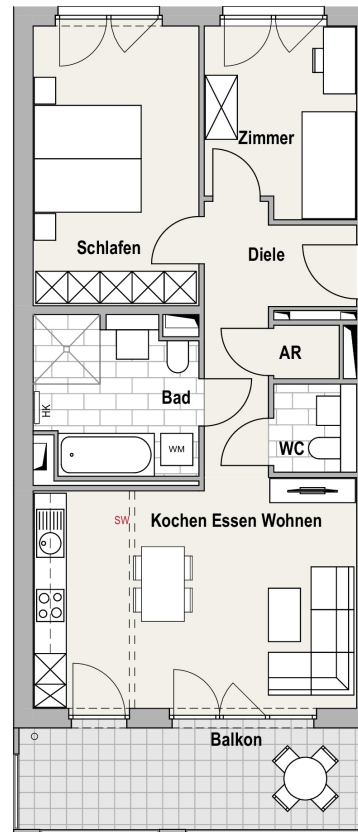 Zimmer
Schlafen
Diele
AR
Bad
HK
WM
WC
SW
Kochen Essen Wohnen
Balkon